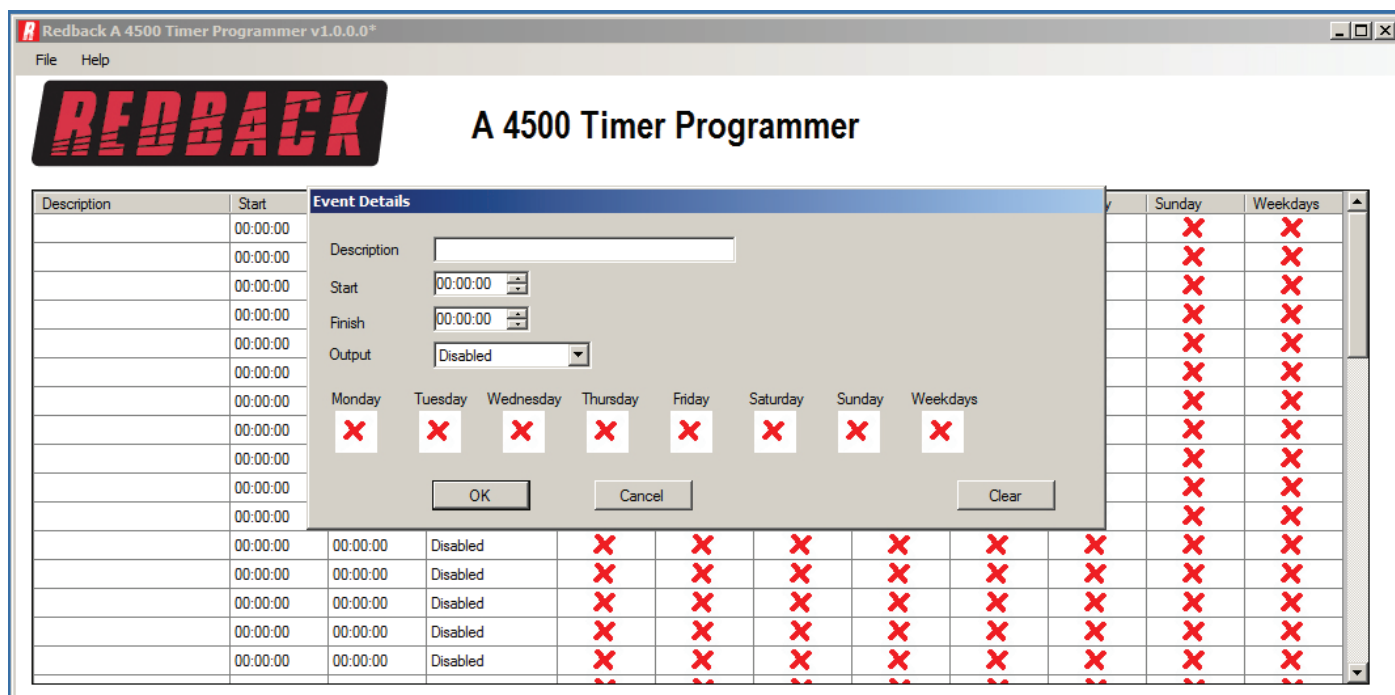 Redback A 4500 Timer Programmer v1.0.0.0*
File Help
REDBACK
A 4500 Timer Programmer
Description Start y Sunday Weekdays
Event Details
00:00:00
00:00:00
Description
00:00:00
Start 00:00:00
00:00:00
Finish 00:00:00
00:00:00
Output Disabled
00:00:00
00:00:00
Monday Tuesday Wednesday Thursday Friday Saturday Sunday Weekdays
00:00:00
00:00:00
00:00:00
OK Cancel Clear
00:00:00
00:00:00 00:00:00 Disabled
00:00:00 00:00:00 Disabled
00:00:00 00:00:00 Disabled
00:00:00 00:00:00 Disabled
00:00:00 00:00:00 Disabled